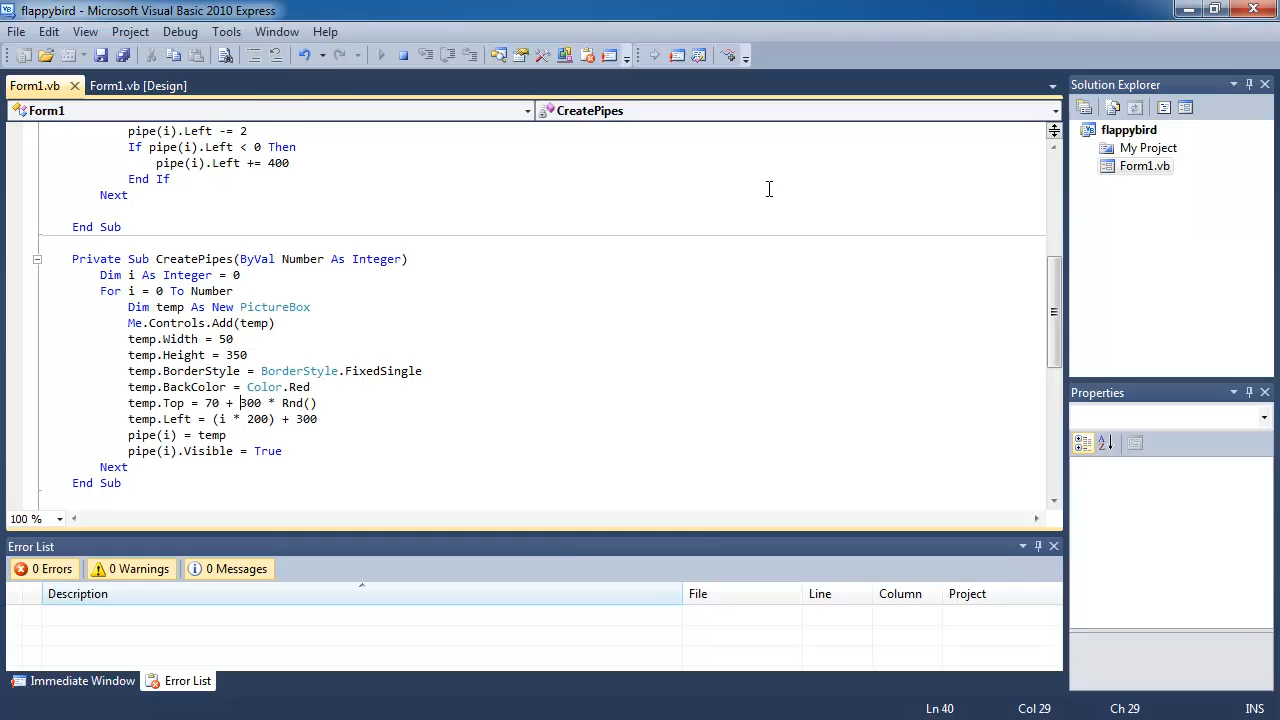 flappybird - Microsoft Visual Basic 2010 Express
File Edit View Project Debug Tools Window Help
Form1.vb Form1.vb [Design]
Form1 CreatePipes
pipe(i).Left -= 2
If pipe(i).Left < 0 Then
pipe(i).Left += 400
End If
Next
End Sub
Private Sub CreatePipes(ByVal Number As Integer)
Dim i As Integer = 0
For i = 0 To Number
Dim temp As New PictureBox
Me.Controls.Add(temp)
temp.Width = 50
temp.Height = 350
temp.BorderStyle = BorderStyle.FixedSingle
temp.BackColor = Color.Red
temp.Top = 70 + 300 * Rnd()
temp.Left = (i * 200) + 300
pipe(i) = temp
pipe(i).Visible = True
Next
End Sub
100 %
Solution Explorer
flappybird
My Project
Form1.vb
Properties
Error List
0 Errors 0 Warnings 0 Messages
Description File Line Column Project
Immediate Window Error List
Ln 40 Col 29 Ch 29 INS